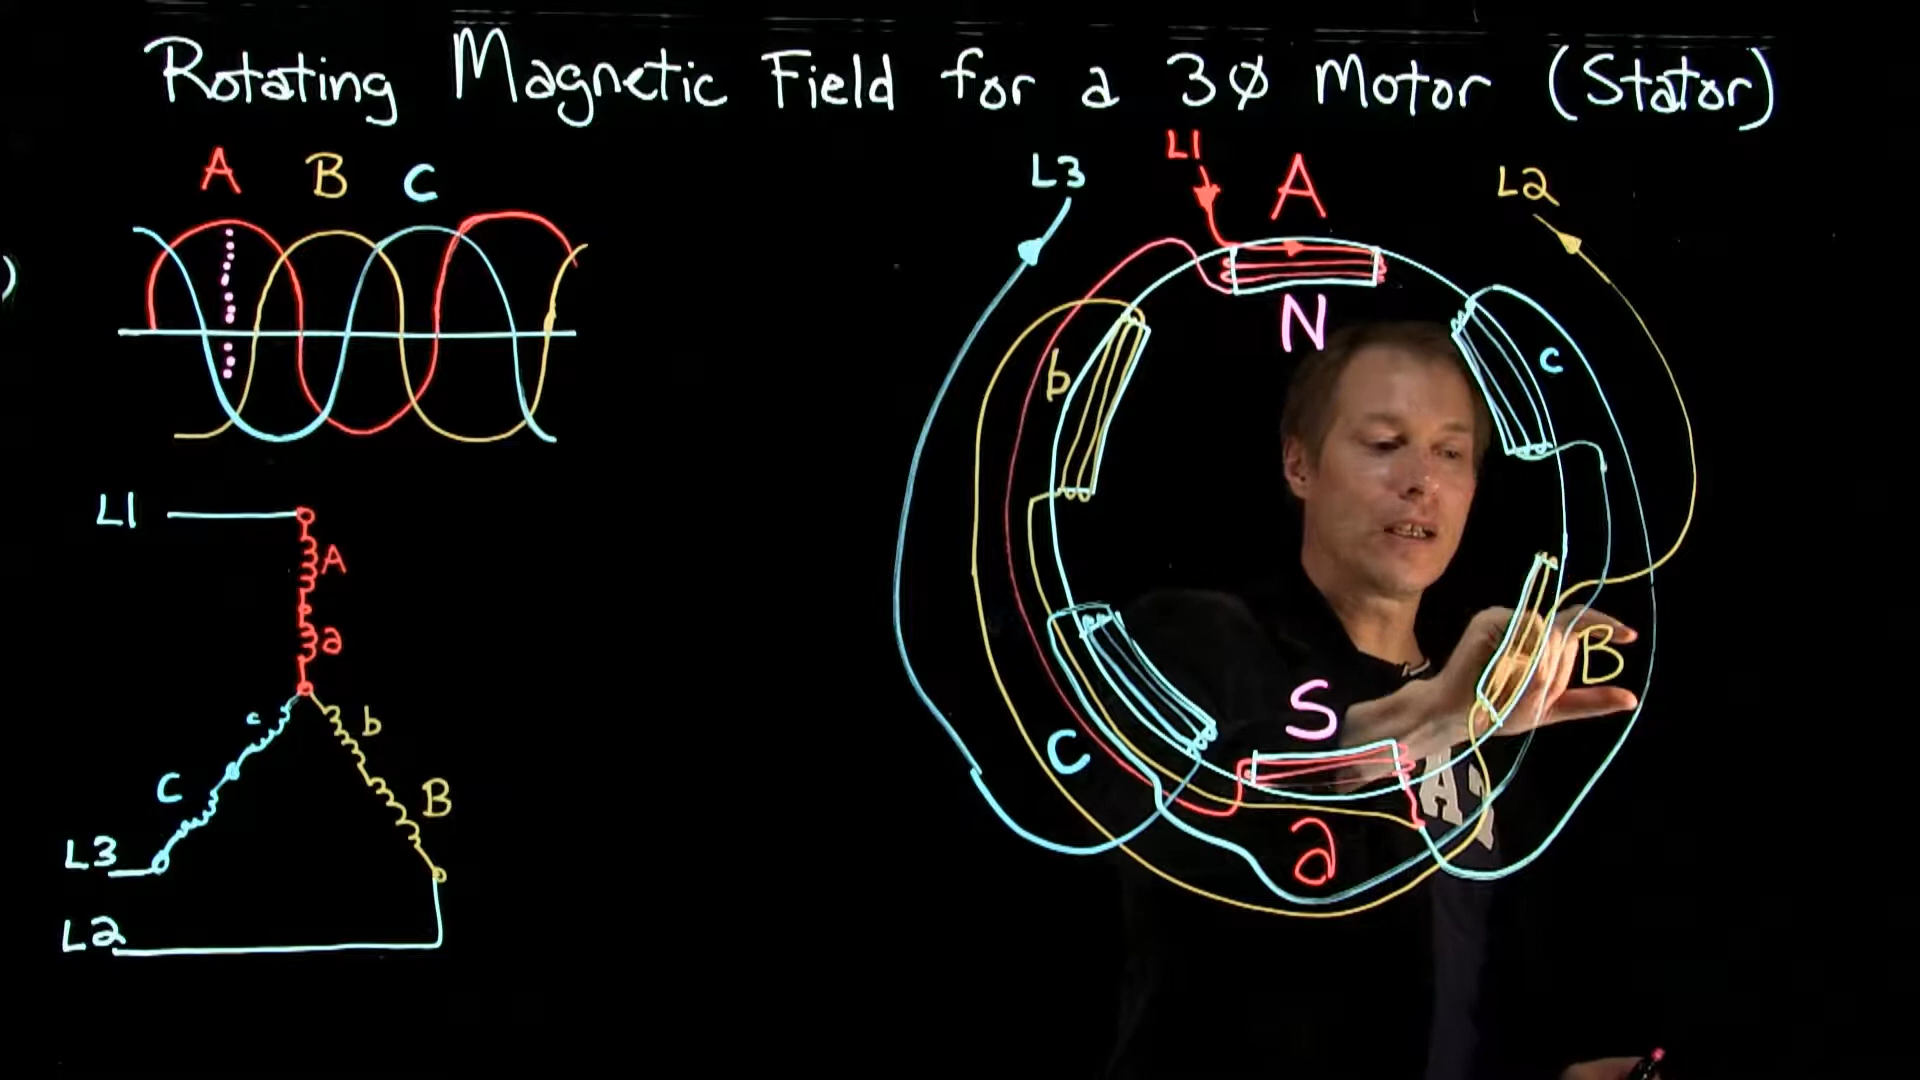 Rotating Magnetic Field for a 3Ø Motor (Stator)
)
A B C
L1
A
a
c
b
C
B
L3
L2
L3
L1
A
L2
N
b
c
B
S
C
a